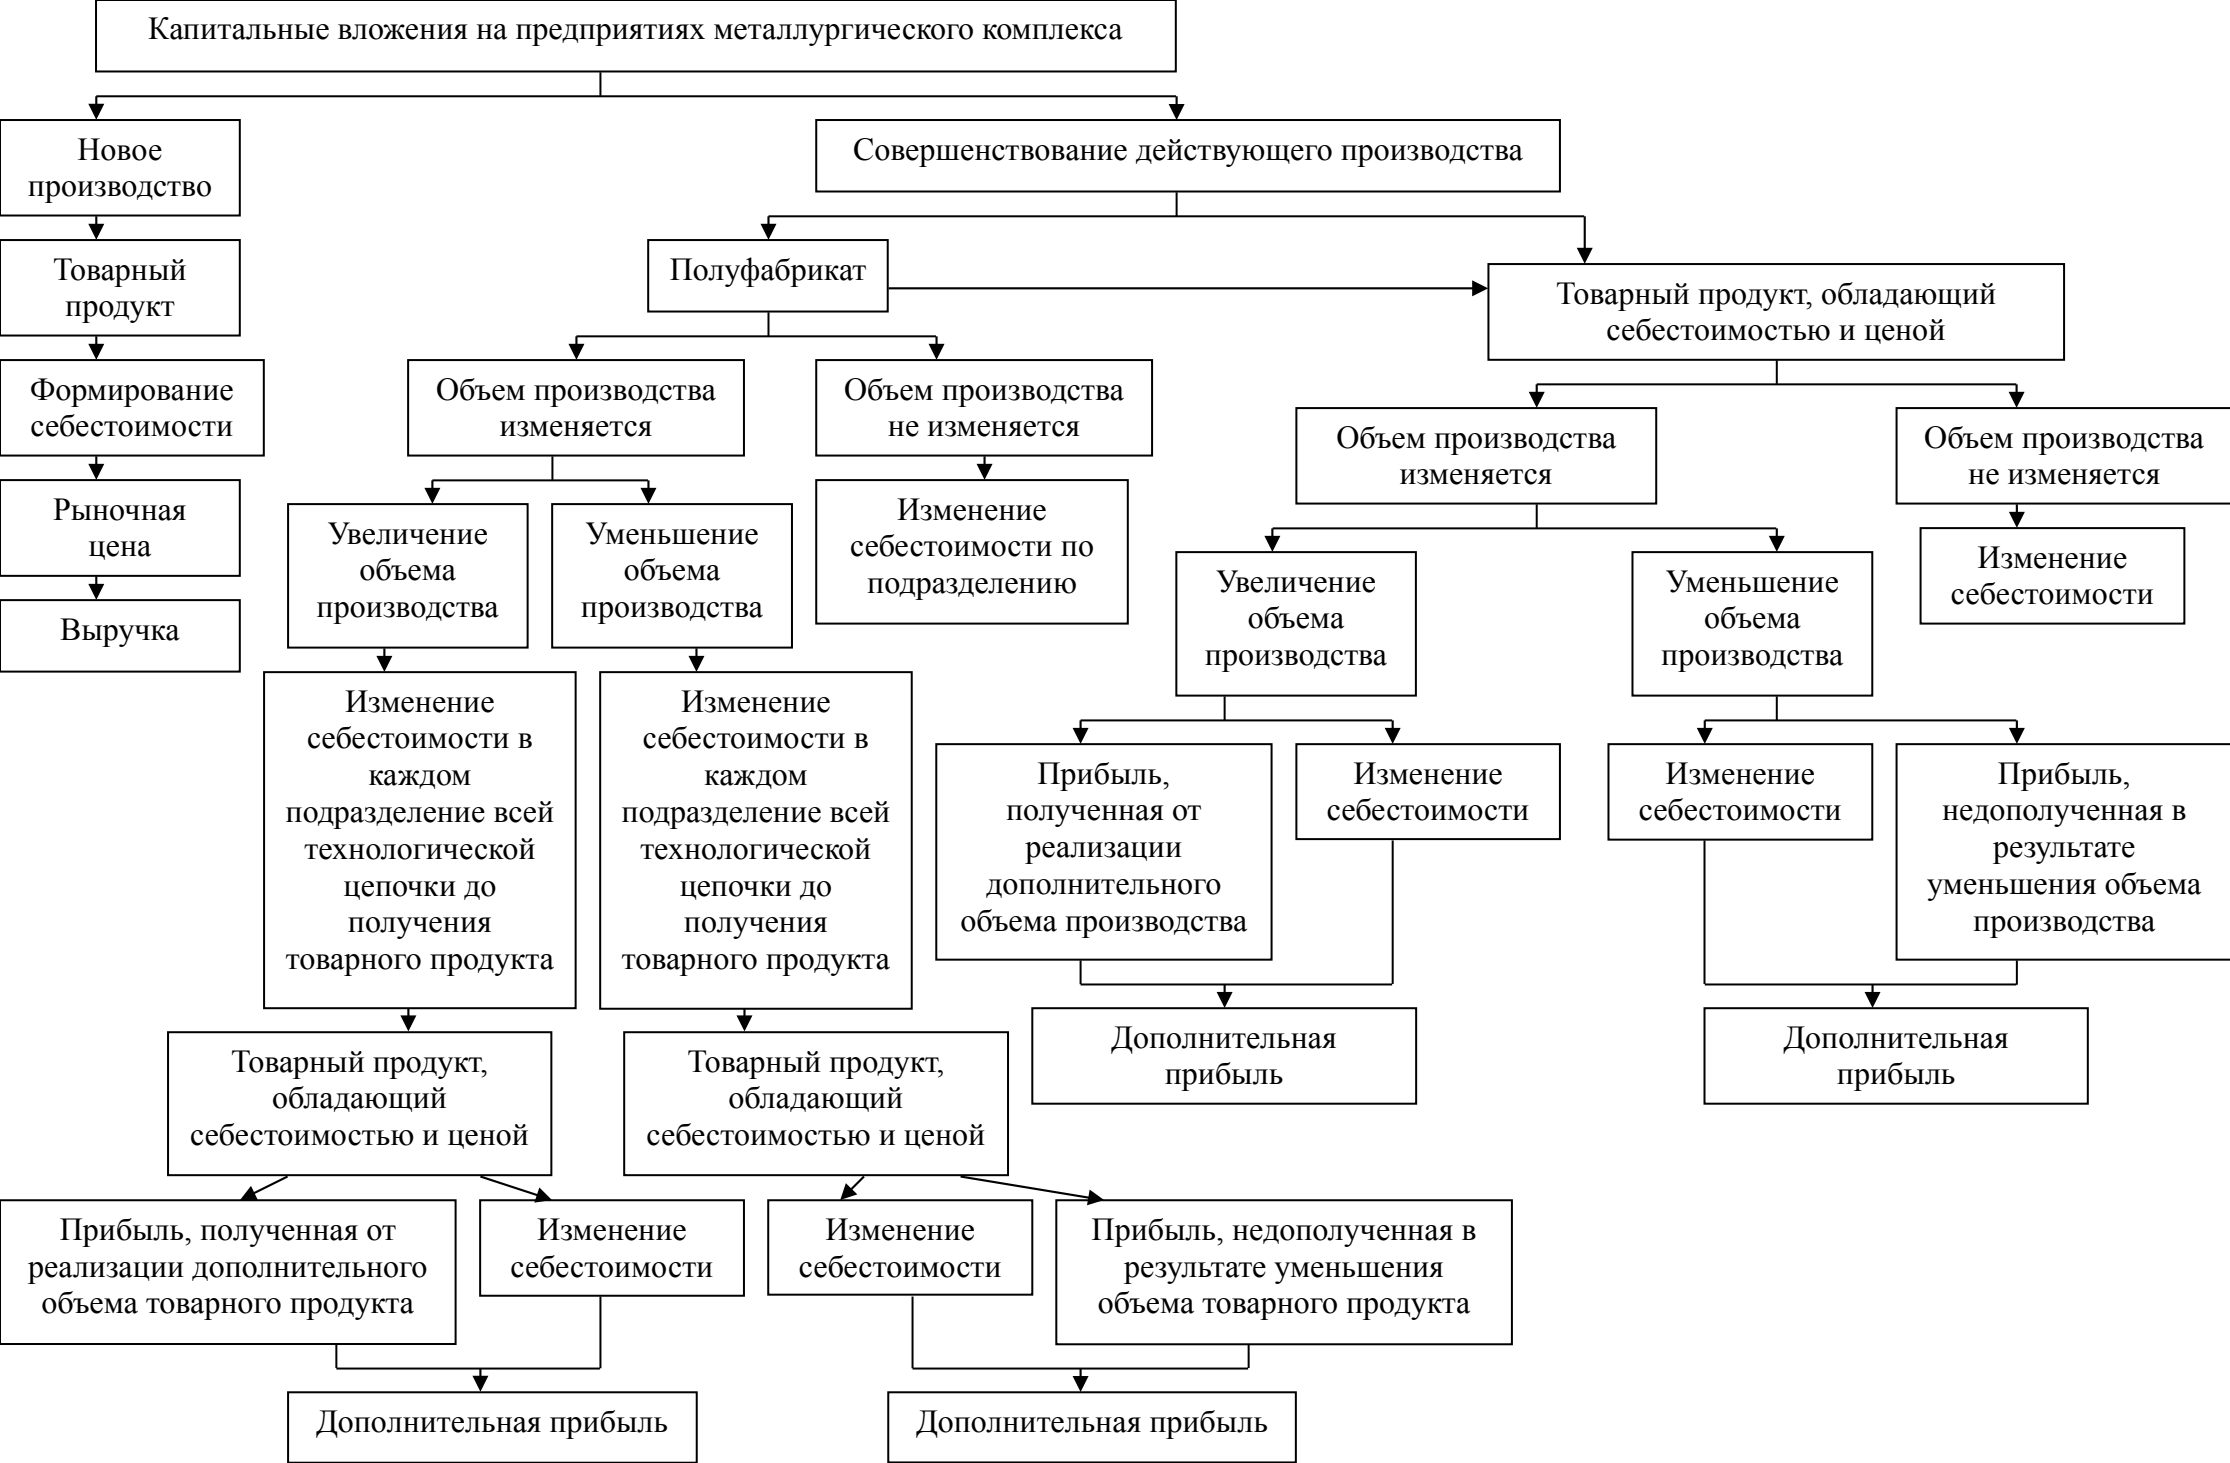 Капитальные вложения на предприятиях металлургического комплекса
Новое
производство
Совершенствование действующего производства
Товарный
продукт
Полуфабрикат
Товарный продукт, обладающий
себестоимостью и ценой
Формирование
себестоимости
Объем производства
изменяется
Объем производства
не изменяется
Объем производства
изменяется
Объем производства
не изменяется
Рыночная
цена
Увеличение
объема
производства
Уменьшение
объема
производства
Изменение
себестоимости по
подразделению
Увеличение
объема
производства
Уменьшение
объема
производства
Изменение
себестоимости
Выручка
Изменение
себестоимости в
каждом
подразделение всей
технологической
цепочки до
получения
товарного продукта
Изменение
себестоимости в
каждом
подразделение всей
технологической
цепочки до
получения
товарного продукта
Прибыль,
полученная от
реализации
дополнительного
объема производства
Изменение
себестоимости
Изменение
себестоимости
Прибыль,
недополученная в
результате
уменьшения объема
производства
Товарный продукт,
обладающий
себестоимостью и ценой
Товарный продукт,
обладающий
себестоимостью и ценой
Дополнительная
прибыль
Дополнительная
прибыль
Прибыль, полученная от
реализации дополнительного
объема товарного продукта
Изменение
себестоимости
Изменение
себестоимости
Прибыль, недополученная в
результате уменьшения
объема товарного продукта
Дополнительная прибыль
Дополнительная прибыль